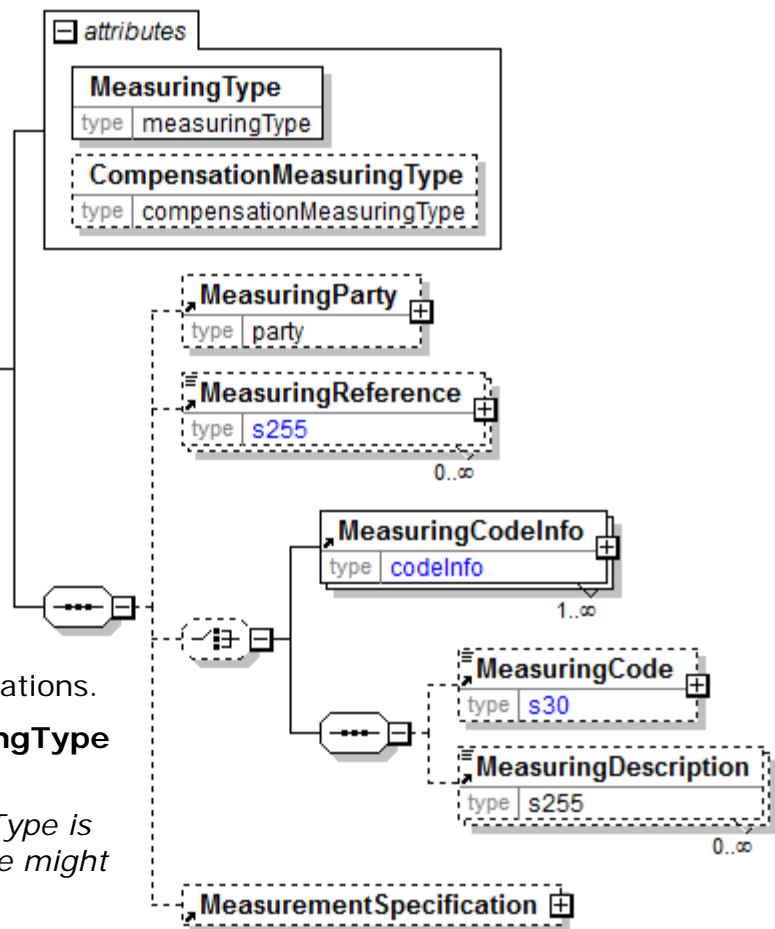 attributes
MeasuringType
type measuringType
CompensationMeasuringType
type compensationMeasuringType
MeasuringParty
type party
MeasuringReference
type s255
0..∞
MeasuringCodeInfo
type codeInfo
1..∞
MeasuringCode
type s30
MeasuringDescription
type s255
0..∞
MeasurementSpecification
ations.
ngType
Type is
e might